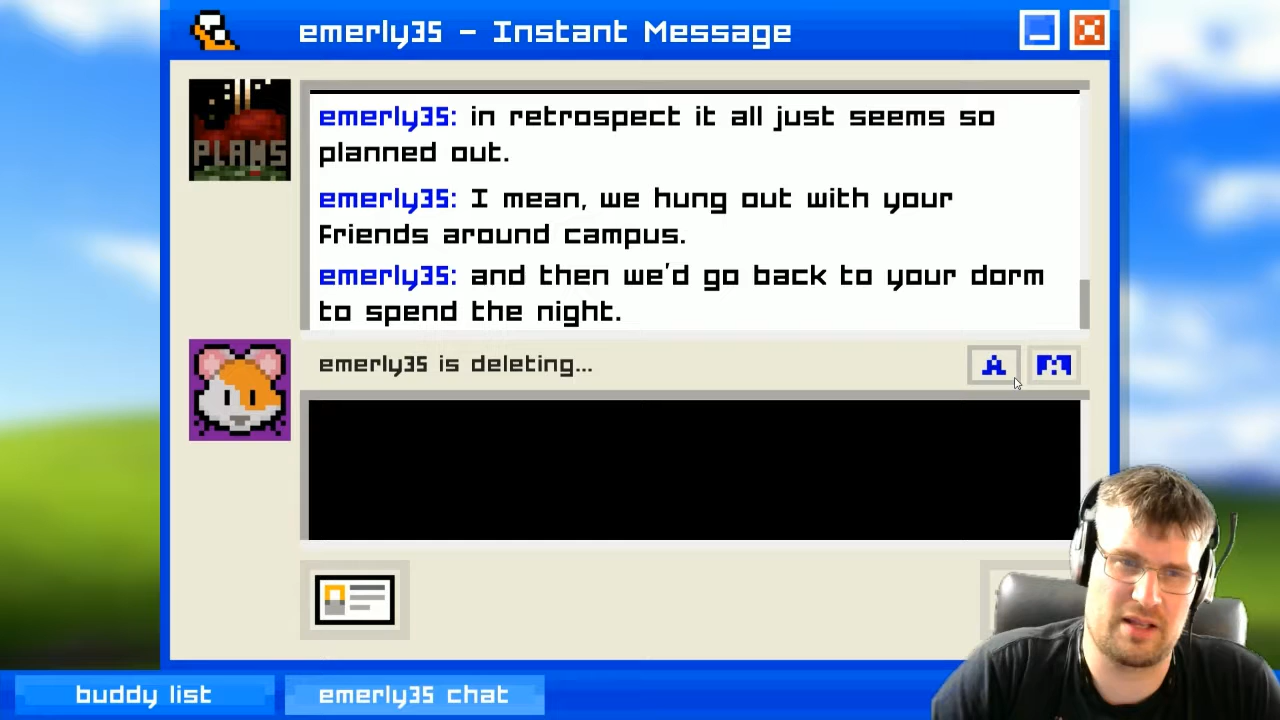 emerly35 - Instant Message
PLANS
emerly35: in retrospect it all just seems so
planned out.
emerly35: I mean, we hung out with your
friends around campus.
emerly35: and then we'd go back to your dorm
to spend the night.
emerly35 is deleting...
A
buddy list
emerly35 chat